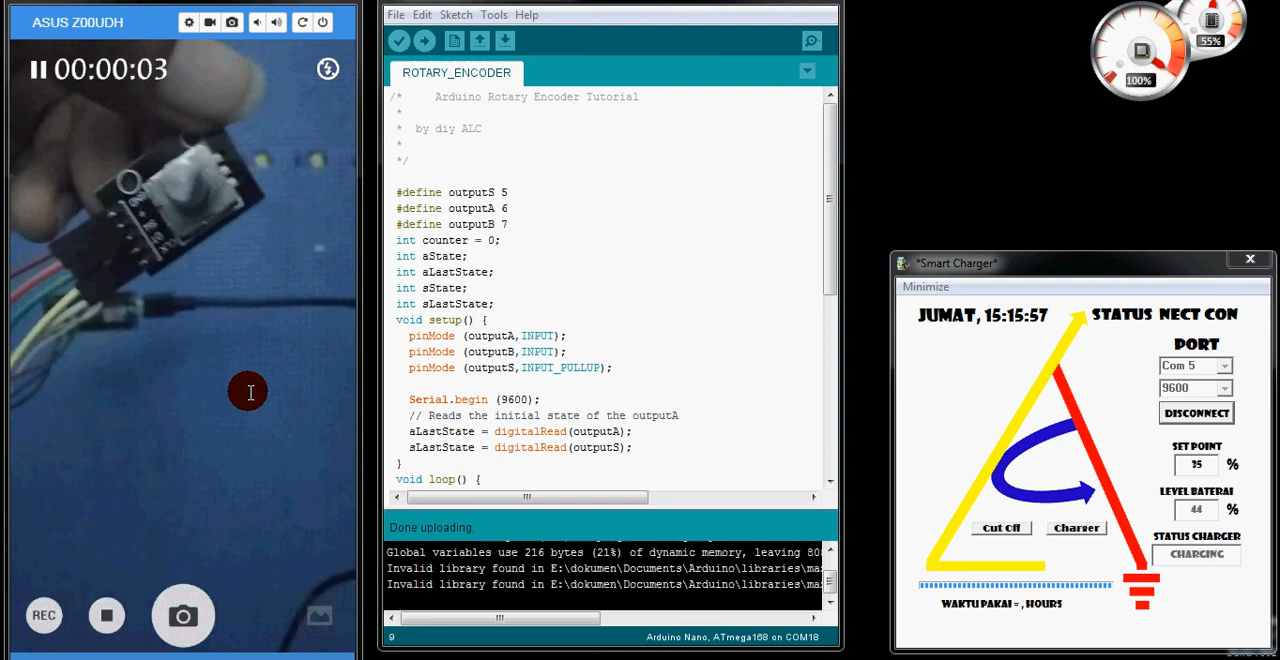 ASUS Z00UDH
00:00:03
REC
File Edit Sketch Tools Help
ROTARY_ENCODER
/* Arduino Rotary Encoder Tutorial
*
* by diy ALC
*
*/
#define outputS 5
#define outputA 6
#define outputB 7
int counter = 0;
int aState;
int aLastState;
int sState;
int sLastState;
void setup() {
pinMode (outputA,INPUT);
pinMode (outputB,INPUT);
pinMode (outputS,INPUT_PULLUP);
Serial.begin (9600);
// Reads the initial state of the outputA
aLastState = digitalRead(outputA);
sLastState = digitalRead(outputS);
}
void loop() {
Done uploading.
Global variables use 216 bytes (21%) of dynamic memory, leaving 80
Invalid library found in E:\dokumen\Documents\Arduino\libraries\ma
Invalid library found in E:\dokumen\Documents\Arduino\libraries\ma
9
Arduino Nano, ATmega168 on COM18
55%
100%
*Smart Charger*
Minimize
JUMAT, 15:15:57
STATUS NECT CON
PORT
Com 5
9600
DISCONNECT
SET POINT
35 %
LEVEL BATERAI
44 %
Cut Off
Charger
STATUS CHARGER
CHARGING
WAKTU PAKAI = , HOURS